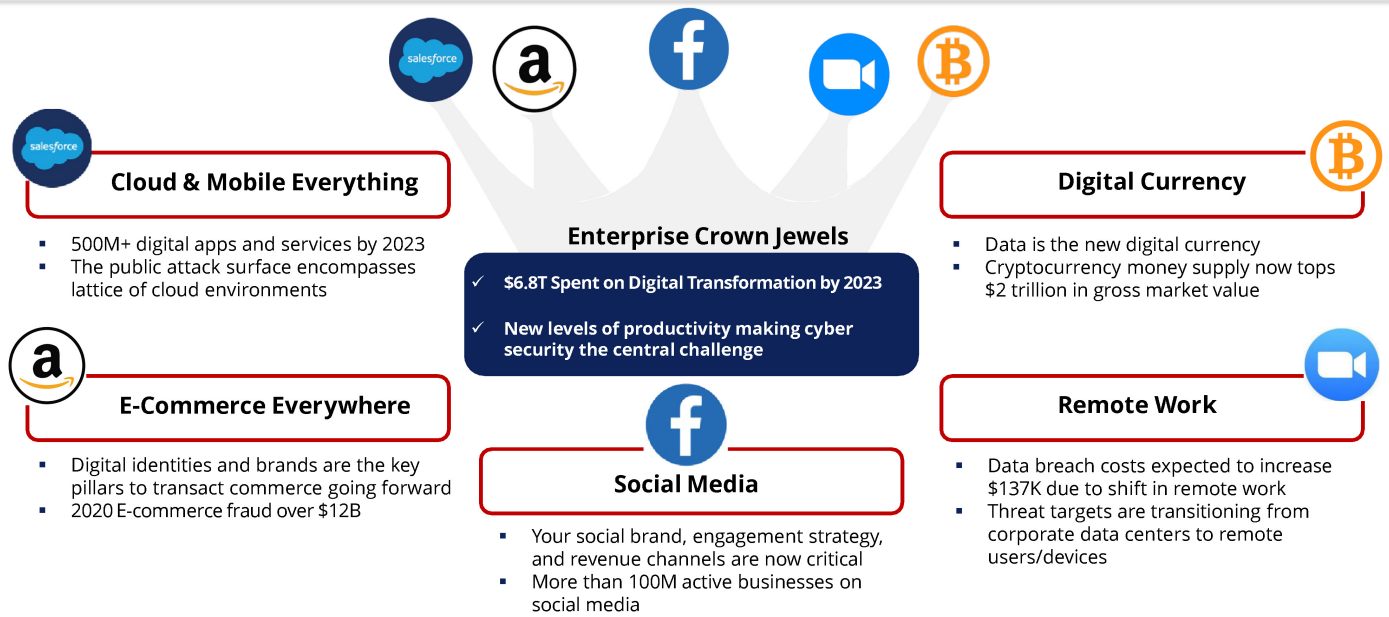 salesforce
a
f
salesforce
Cloud & Mobile Everything
500M+ digital apps and services by 2023
The public attack surface encompasses
lattice of cloud environments
a
E-Commerce Everywhere
Digital identities and brands are the key
pillars to transact commerce going forward
2020 E-commerce fraud over $12B
Enterprise Crown Jewels
$6.8T Spent on Digital Transformation by 2023
New levels of productivity making cyber
security the central challenge
f
Social Media
Your social brand, engagement strategy,
and revenue channels are now critical
More than 100M active businesses on
social media
Digital Currency
Data is the new digital currency
Cryptocurrency money supply now tops
$2 trillion in gross market value
Remote Work
Data breach costs expected to increase
$137K due to shift in remote work
Threat targets are transitioning from
corporate data centers to remote
users/devices